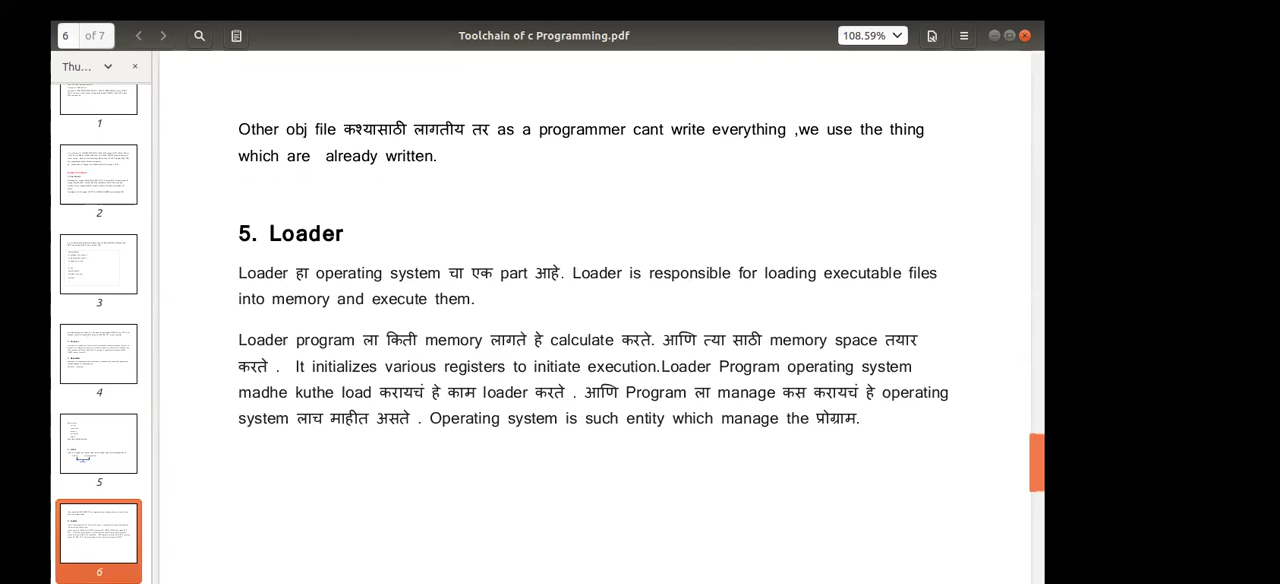 6 of 7
Toolchain of c Programming.pdf
108.59%
Thu...
1
2
3
4
5
6
Other obj file कश्यासाठी लागतीय तर as a programmer cant write everything ,we use the thing
which are already written.
5. Loader
Loader हा operating system चा एक part आहे. Loader is responsible for loading executable files
into memory and execute them.
Loader program ला किती memory लागते हे calculate करते. आणि त्या साठी memory space तयार
करते . It initializes various registers to initiate execution.Loader Program operating system
madhe kuthe load करायचं हे काम loader करते . आणि Program ला manage कस करायचं हे operating
system लाच माहीत असते . Operating system is such entity which manage the प्रोग्राम.